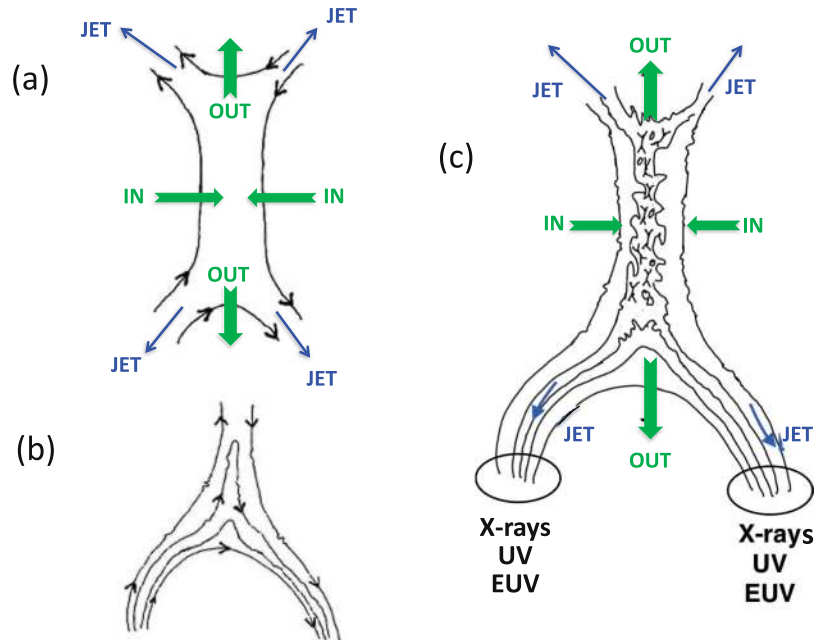 (a)
JET
OUT
JET
IN
IN
OUT
JET
JET
(b)
(c)
OUT
JET
JET
IN
IN
JET
JET
OUT
X-rays
UV
EUV
X-rays
UV
EUV